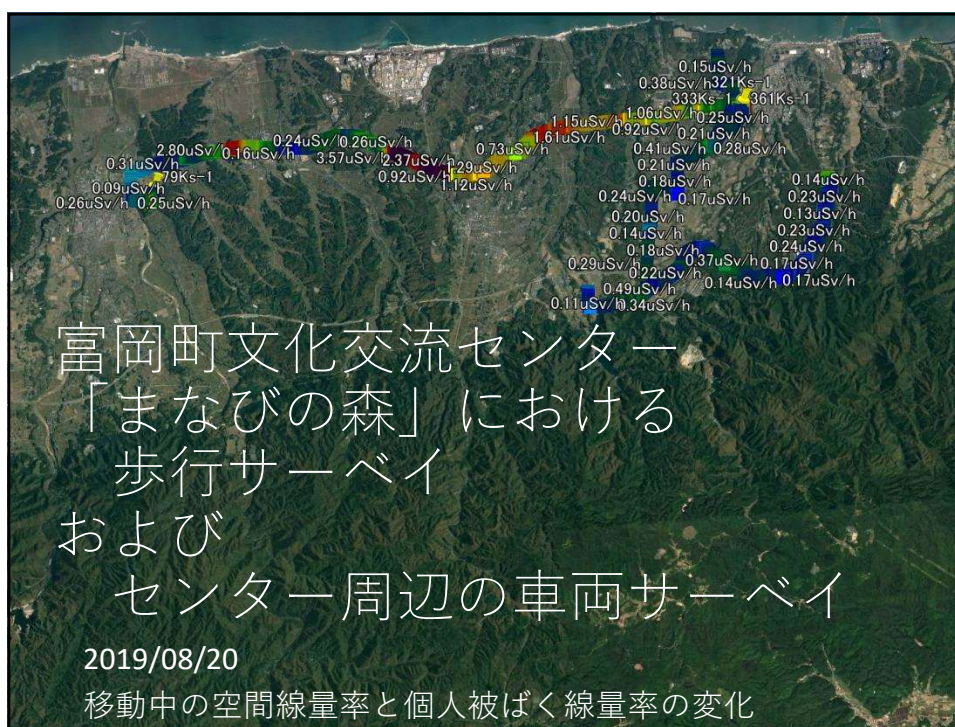 0.15uSv/h
0.38uSv/h 321Ks-1
333Ks-1 361Ks-1
1.15uSv/h 1.06uSv/h 0.25uSv/h
1.61uSv/h 0.92uSv/h 0.21uSv/h
0.24uSv/h 0.26uSv/h 0.73uSv/h 0.41uSv/h 0.28uSv/h
2.80uSv/h 0.16uSv/h 3.57uSv/h 2.37uSv/h 0.21uSv/h
0.31uSv/h 79Ks-1 0.92uSv/h 1.29uSv/h 0.18uSv/h 0.14uSv/h
0.09uSv/h 1.12uSv/h 0.24uSv/h 0.17uSv/h 0.23uSv/h
0.26uSv/h 0.25uSv/h 0.20uSv/h 0.13uSv/h
0.14uSv/h 0.23uSv/h
0.18uSv/h 0.24uSv/h
0.29uSv/h 0.37uSv/h 0.17uSv/h
0.22uSv/h 0.14uSv/h 0.17uSv/h
0.49uSv/h
0.11uSv/h 0.34uSv/h
富岡町文化交流センター
「まなびの森」における
歩行サーベイ
および
センター周辺の車両サーベイ
2019/08/20
移動中の空間線量率と個人被ばく線量率の変化